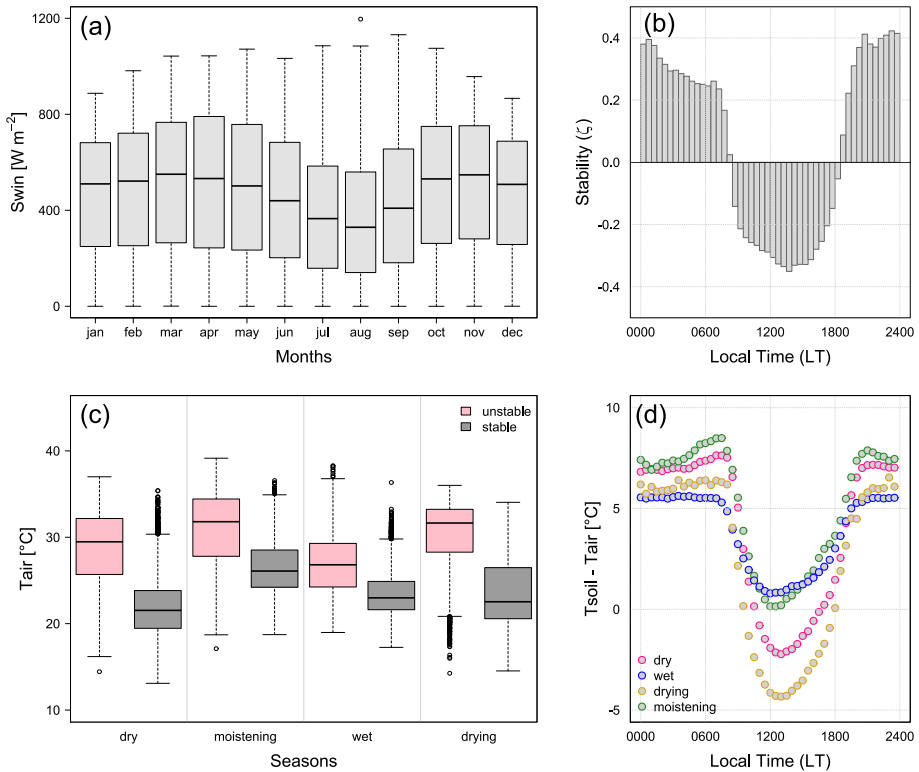 (a)
Swin [W m⁻²]
1200
800
400
0
jan feb mar apr may jun jul aug sep oct nov dec
Months
(b)
Stability (ζ)
0.4
0.2
0.0
-0.2
-0.4
0000 0600 1200 1800 2400
Local Time (LT)
(c)
unstable
stable
Tair [°C]
40
30
20
10
dry moistening wet drying
Seasons
(d)
Tsoil - Tair [°C]
10
5
0
-5
dry
wet
drying
moistening
0000 0600 1200 1800 2400
Local Time (LT)